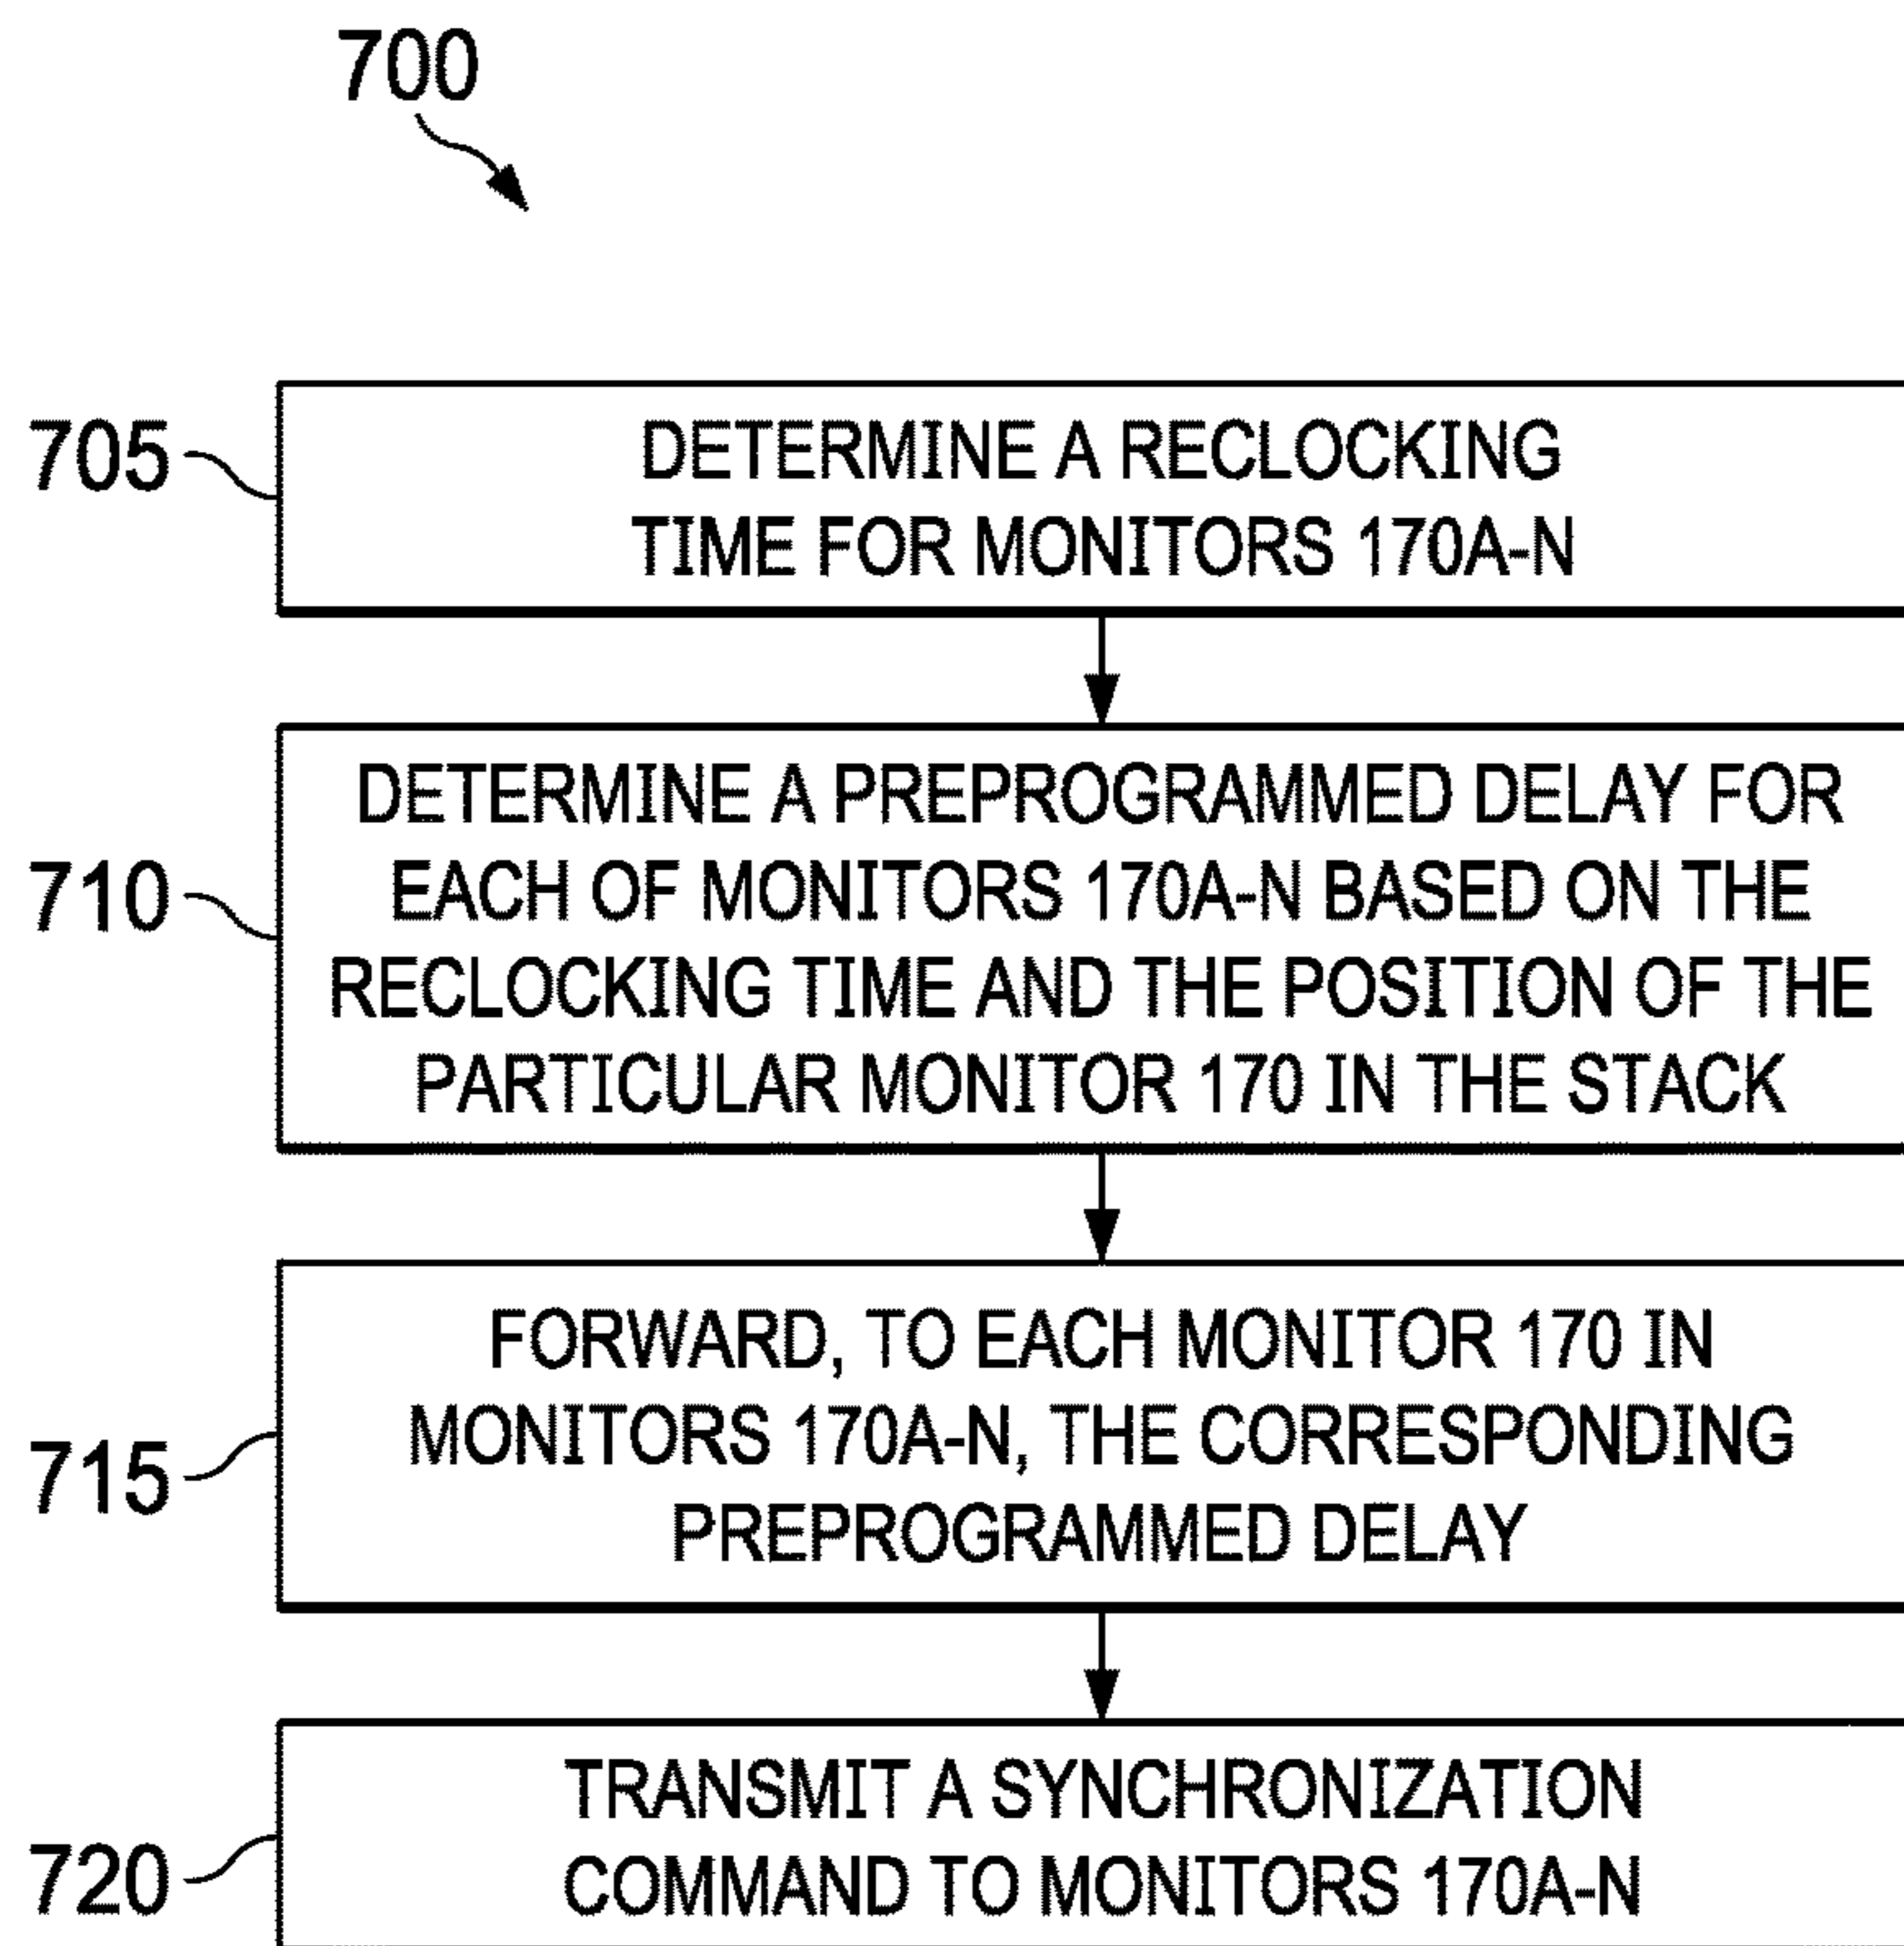 700
705
DETERMINE A RECLOCKING
TIME FOR MONITORS 170A-N
710
DETERMINE A PREPROGRAMMED DELAY FOR
EACH OF MONITORS 170A-N BASED ON THE
RECLOCKING TIME AND THE POSITION OF THE
PARTICULAR MONITOR 170 IN THE STACK
715
FORWARD, TO EACH MONITOR 170 IN
MONITORS 170A-N, THE CORRESPONDING
PREPROGRAMMED DELAY
720
TRANSMIT A SYNCHRONIZATION
COMMAND TO MONITORS 170A-N